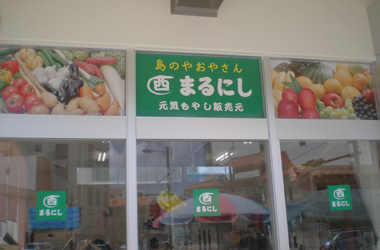 島のやおやさん
西 まるにし
元気もやし販売元
西
まるにし
西
まるにし
西
まるにし